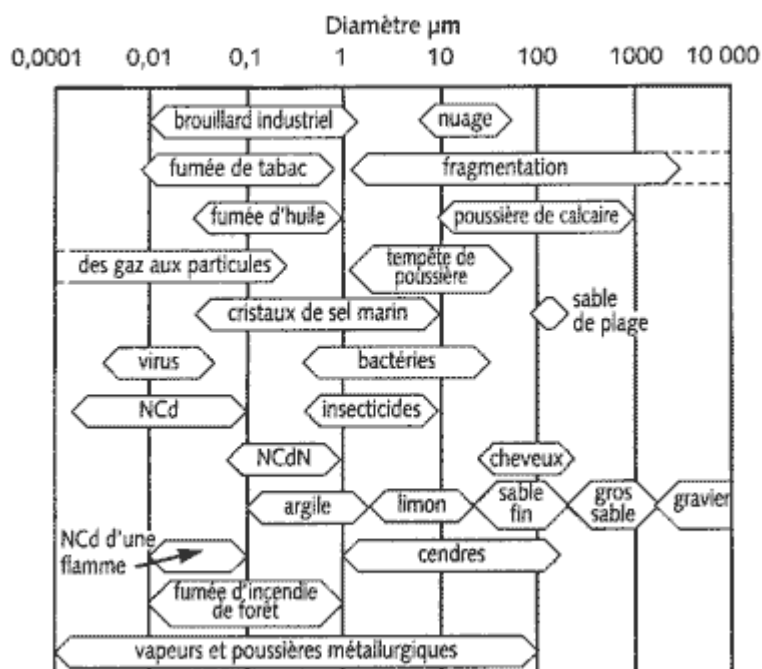 Diamètre µm
0,0001 0,01 0,1 1 10 100 1000 10 000
brouillard industriel nuage
fumée de tabac fragmentation
fumée d'huile poussière de calcaire
des gaz aux particules tempête de
poussière
cristaux de sel marin sable
de plage
virus bactéries
NCd insecticides
NCdN cheveux
argile limon sable
fin gros
sable gravier
NCd d'une
flamme
cendres
fumée d'incendie
de forêt
vapeurs et poussières métallurgiques